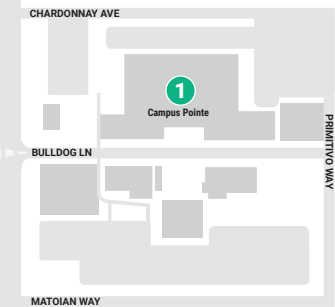 CHARDONNAY AVE
1
Campus Pointe
PRIMITIVO WAY
BULLDOG LN
MATOIAN WAY